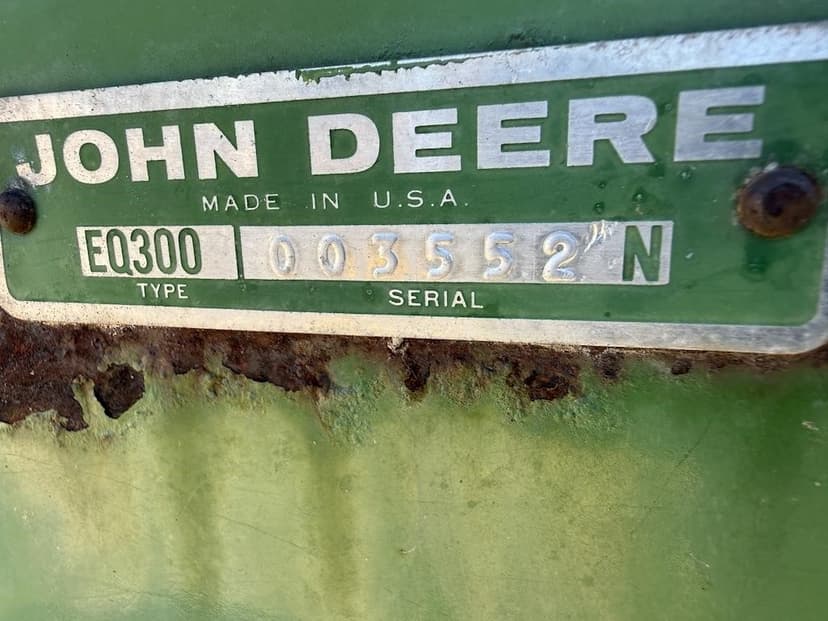 JOHN DEERE
MADE IN U.S.A.
EQ300 003552 N
TYPE SERIAL